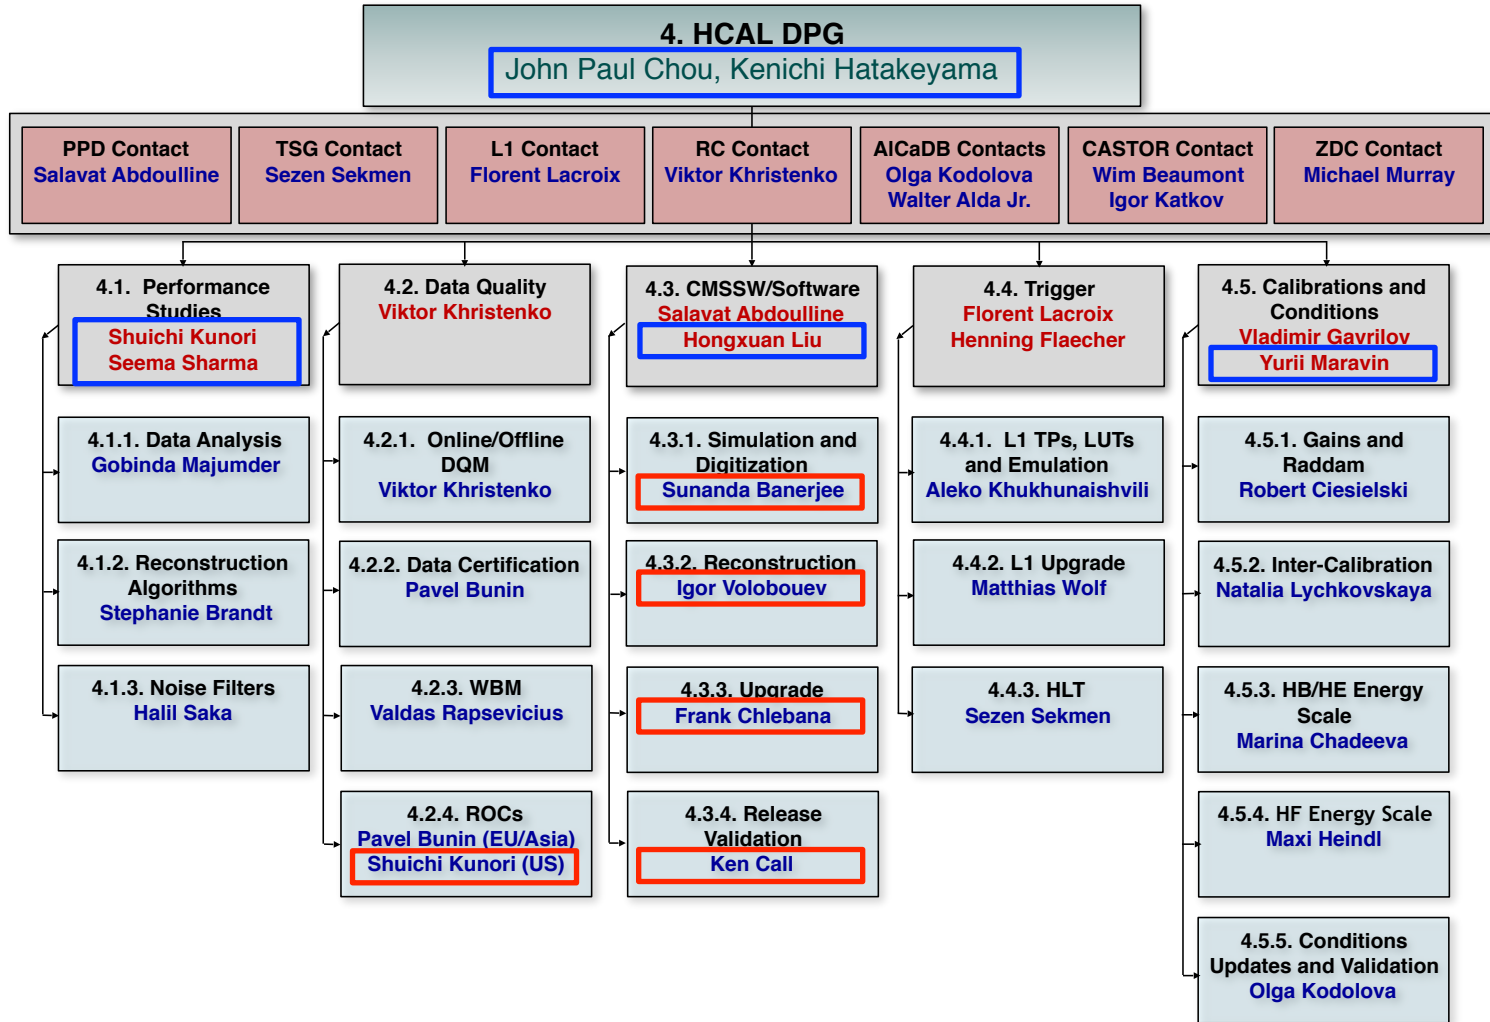 4. HCAL DPG
John Paul Chou, Kenichi Hatakeyama
PPD Contact
Salavat Abdoulline
TSG Contact
Sezen Sekmen
L1 Contact
Florent Lacroix
RC Contact
Viktor Khristenko
AlCaDB Contacts
Olga Kodolova
Walter Alda Jr.
CASTOR Contact
Wim Beaumont
Igor Katkov
ZDC Contact
Michael Murray
4.1. Performance
Studies
Shuichi Kunori
Seema Sharma
4.1.1. Data Analysis
Gobinda Majumder
4.1.2. Reconstruction
Algorithms
Stephanie Brandt
4.1.3. Noise Filters
Halil Saka
4.2. Data Quality
Viktor Khristenko
4.2.1. Online/Offline
DQM
Viktor Khristenko
4.2.2. Data Certification
Pavel Bunin
4.2.3. WBM
Valdas Rapsevicius
4.2.4. ROCs
Pavel Bunin (EU/Asia)
Shuichi Kunori (US)
4.3. CMSSW/Software
Salavat Abdoulline
Hongxuan Liu
4.3.1. Simulation and
Digitization
Sunanda Banerjee
4.3.2. Reconstruction
Igor Volobouev
4.3.3. Upgrade
Frank Chlebana
4.3.4. Release
Validation
Ken Call
4.4. Trigger
Florent Lacroix
Henning Flaecher
4.4.1. L1 TPs, LUTs
and Emulation
Aleko Khukhunaishvili
4.4.2. L1 Upgrade
Matthias Wolf
4.4.3. HLT
Sezen Sekmen
4.5. Calibrations and
Conditions
Vladimir Gavrilov
Yurii Maravin
4.5.1. Gains and
Raddam
Robert Ciesielski
4.5.2. Inter-Calibration
Natalia Lychkovskaya
4.5.3. HB/HE Energy
Scale
Marina Chadeeva
4.5.4. HF Energy Scale
Maxi Heindl
4.5.5. Conditions
Updates and Validation
Olga Kodolova